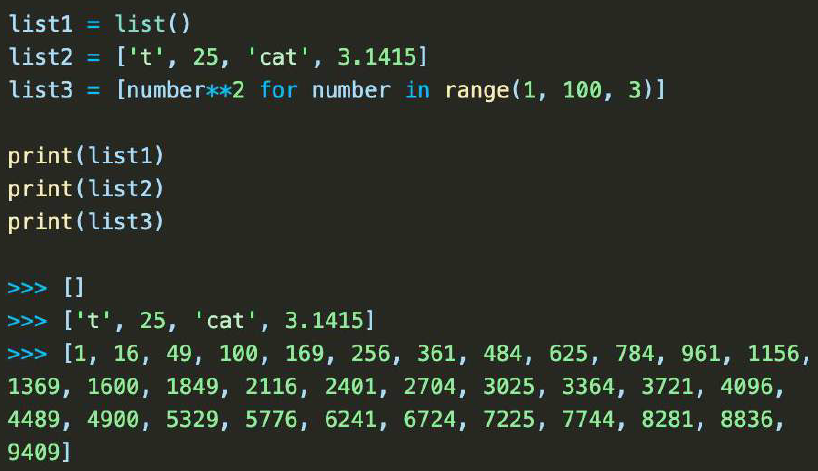 list1 = list()
list2 = ['t', 25, 'cat', 3.1415]
list3 = [number**2 for number in range(1, 100, 3)]
print(list1)
print(list2)
print(list3)
>>> []
>>> ['t', 25, 'cat', 3.1415]
>>> [1, 16, 49, 100, 169, 256, 361, 484, 625, 784, 961, 1156,
1369, 1600, 1849, 2116, 2401, 2704, 3025, 3364, 3721, 4096,
4489, 4900, 5329, 5776, 6241, 6724, 7225, 7744, 8281, 8836,
9409]